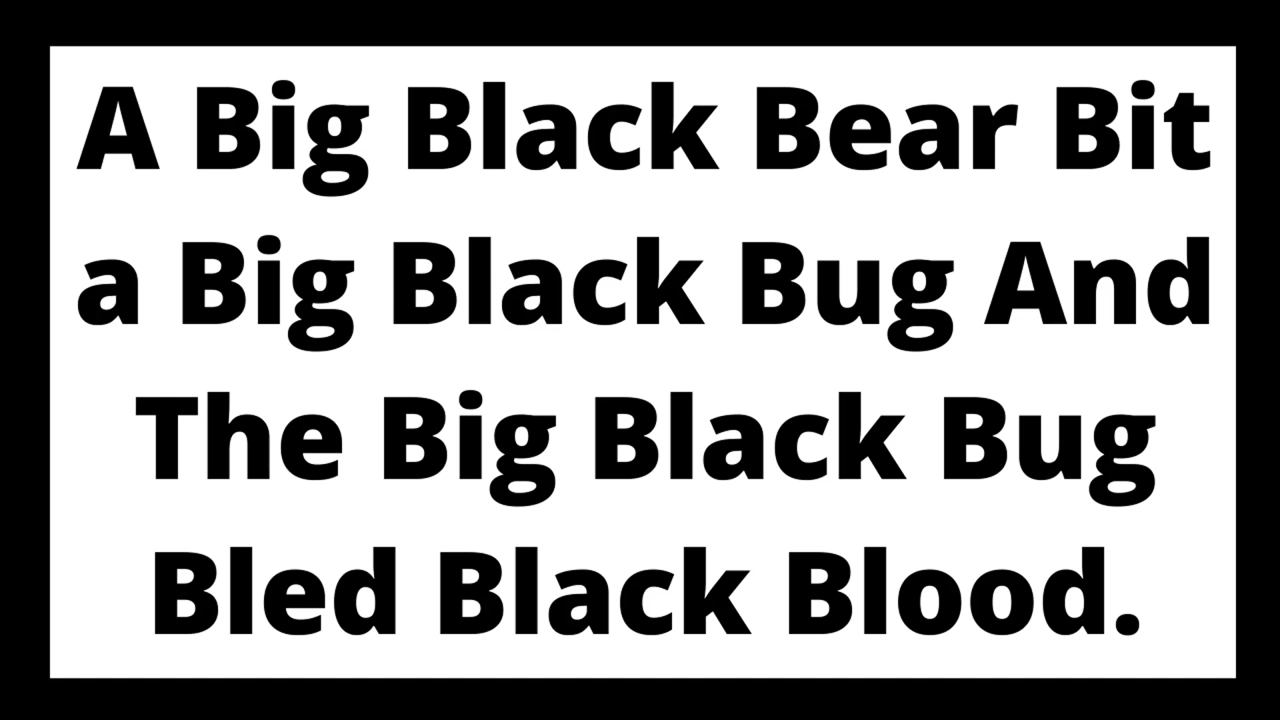 A Big Black Bear Bit
a Big Black Bug And
The Big Black Bug
Bled Black Blood.